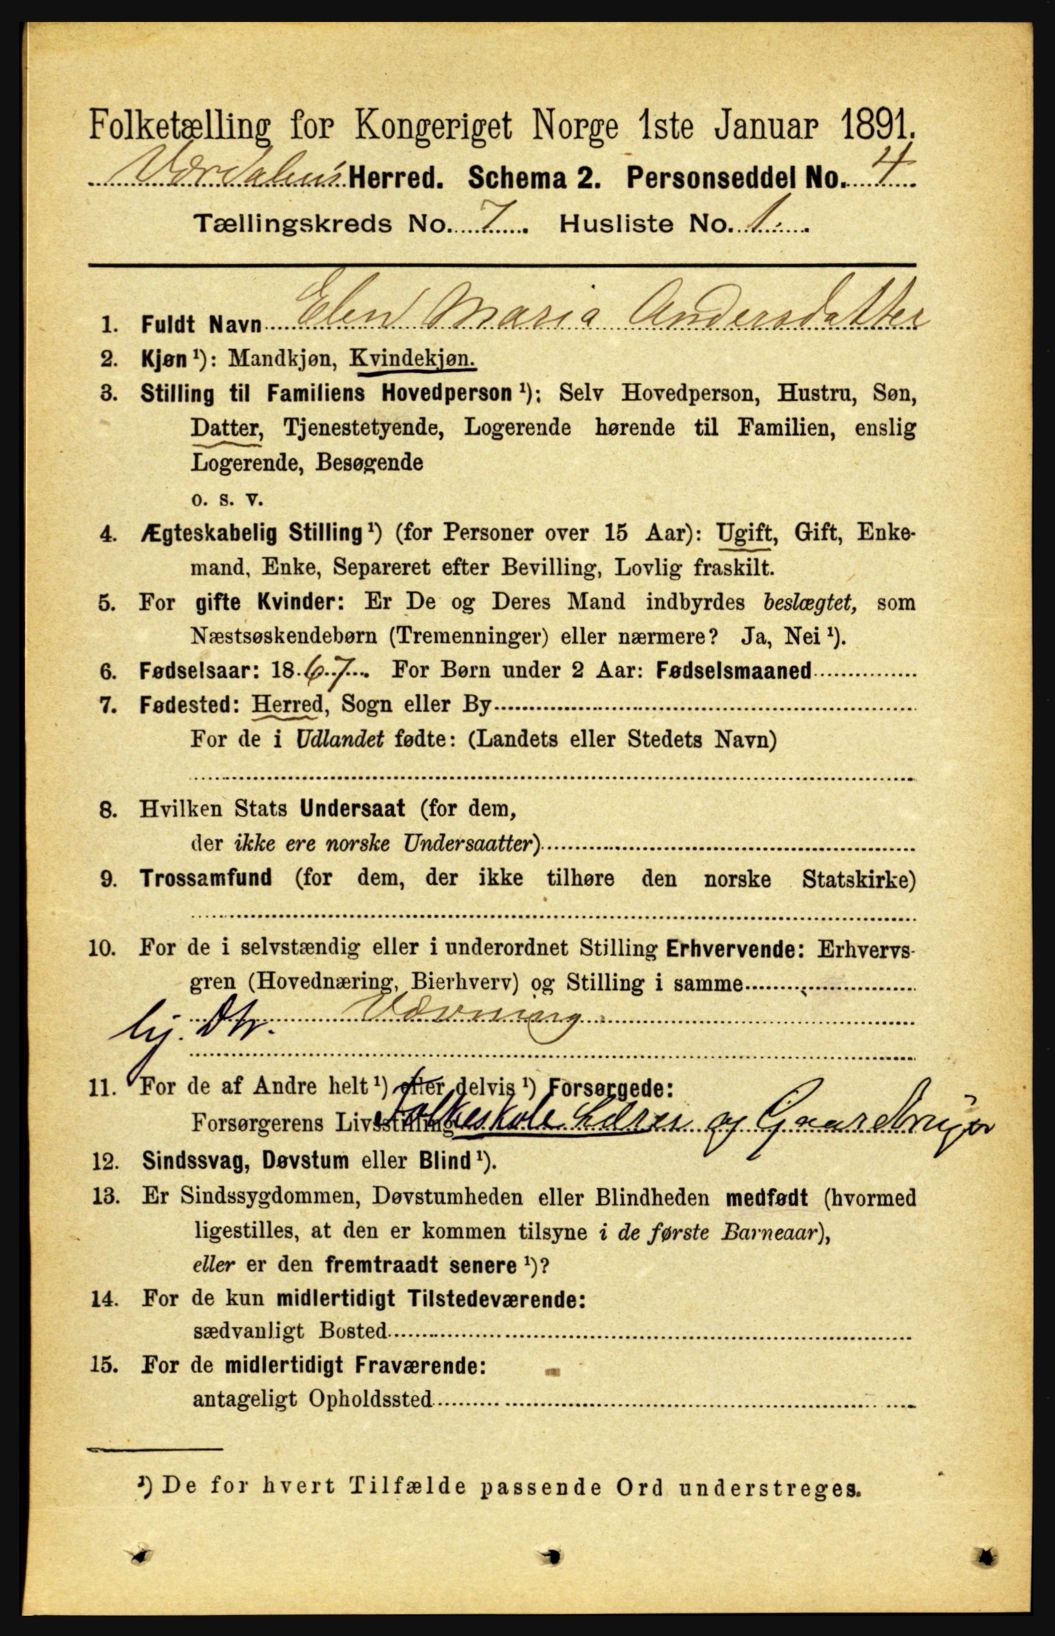 Folketælling for Kongeriget Norge 1ste Januar 1891.
Værdalens Herred. Schema 2. Personseddel No. 4
Tællingskreds No. 7. Husliste No. 1.
1. Fuldt Navn Elen Maria Andersdatter
2. Kjøn ¹): Mandkjøn, Kvindekjøn.
3. Stilling til Familiens Hovedperson ¹): Selv Hovedperson, Hustru, Søn,
Datter, Tjenestetyende, Logerende hørende til Familien, enslig
Logerende, Besøgende
o. s. v.
4. Ægteskabelig Stilling ¹) (for Personer over 15 Aar): Ugift, Gift, Enke-
mand, Enke, Separeret efter Bevilling, Lovlig fraskilt.
5. For gifte Kvinder: Er De og Deres Mand indbyrdes beslægtet, som
Næstsøskendebørn (Tremenninger) eller nærmere? Ja, Nei ¹).
6. Fødselsaar: 1867. For Børn under 2 Aar: Fødselsmaaned
7. Fødested: Herred, Sogn eller By
For de i Udlandet fødte: (Landets eller Stedets Navn)
8. Hvilken Stats Undersaat (for dem,
der ikke ere norske Undersaatter)
9. Trossamfund (for dem, der ikke tilhøre den norske Statskirke)
10. For de i selvstændig eller i underordnet Stilling Erhvervende: Erhvervs-
gren (Hovednæring, Bierhverv) og Stilling i samme
Vævning
hj. Dtr.
11. For de af Andre helt ¹) eller delvis ¹) Forsørgede:
Forsørgerens Livsstilling Folkeskole Lærer og Gaardbruger
12. Sindssvag, Døvstum eller Blind ¹).
13. Er Sindssygdommen, Døvstumheden eller Blindheden medfødt (hvormed
ligestilles, at den er kommen tilsyne i de første Barneaar),
eller er den fremtraadt senere ¹)?
14. For de kun midlertidigt Tilstedeværende:
sædvanligt Bosted
15. For de midlertidigt Fraværende:
antageligt Opholdssted
¹) De for hvert Tilfælde passende Ord understreges.